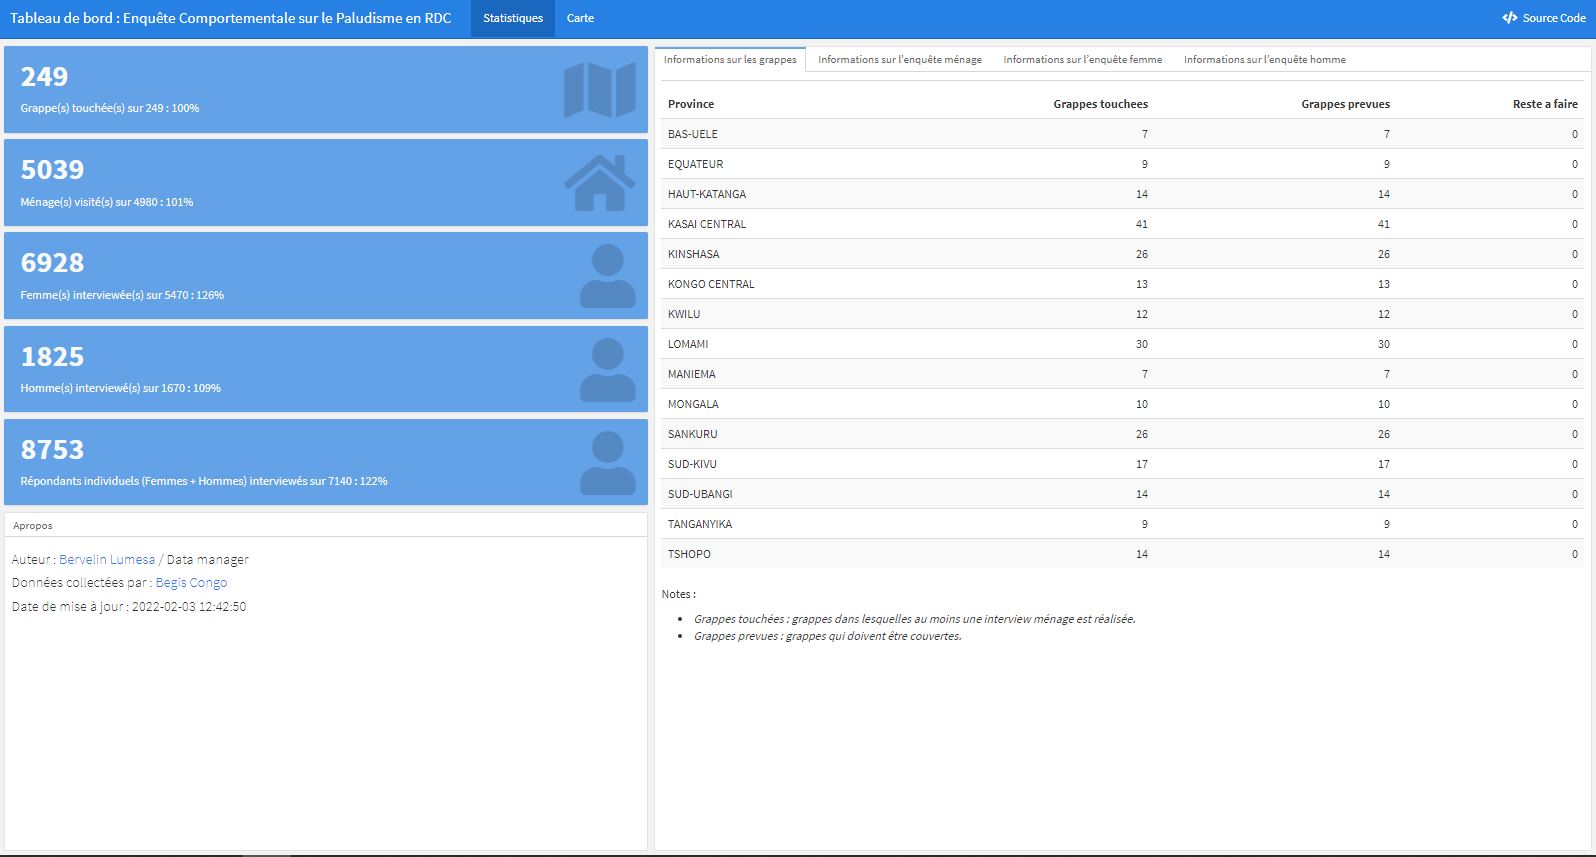 Tableau de bord : Enquête Comportementale sur le Paludisme en RDC
Statistiques
Carte
Source Code
249
Grappe(s) touchée(s) sur 249 : 100%
5039
Ménage(s) visité(s) sur 4980 : 101%
6928
Femme(s) interviewée(s) sur 5470 : 126%
1825
Homme(s) interviewé(s) sur 1670 : 109%
8753
Répondants individuels (Femmes + Hommes) interviewés sur 7140 : 122%
Apropos
Auteur : Bervelin Lumesa / Data manager
Données collectées par : Begis Congo
Date de mise à jour : 2022-02-03 12:42:50
Informations sur les grappes
Informations sur l'enquête ménage
Informations sur l'enquête femme
Informations sur l'enquête homme
Province Grappes touchees Grappes prevues Reste a faire
BAS-UELE 7 7 0
EQUATEUR 9 9 0
HAUT-KATANGA 14 14 0
KASAI CENTRAL 41 41 0
KINSHASA 26 26 0
KONGO CENTRAL 13 13 0
KWILU 12 12 0
LOMAMI 30 30 0
MANIEMA 7 7 0
MONGALA 10 10 0
SANKURU 26 26 0
SUD-KIVU 17 17 0
SUD-UBANGI 14 14 0
TANGANYIKA 9 9 0
TSHOPO 14 14 0
Notes :
• Grappes touchées : grappes dans lesquelles au moins une interview ménage est réalisée.
• Grappes prevues : grappes qui doivent être couvertes.